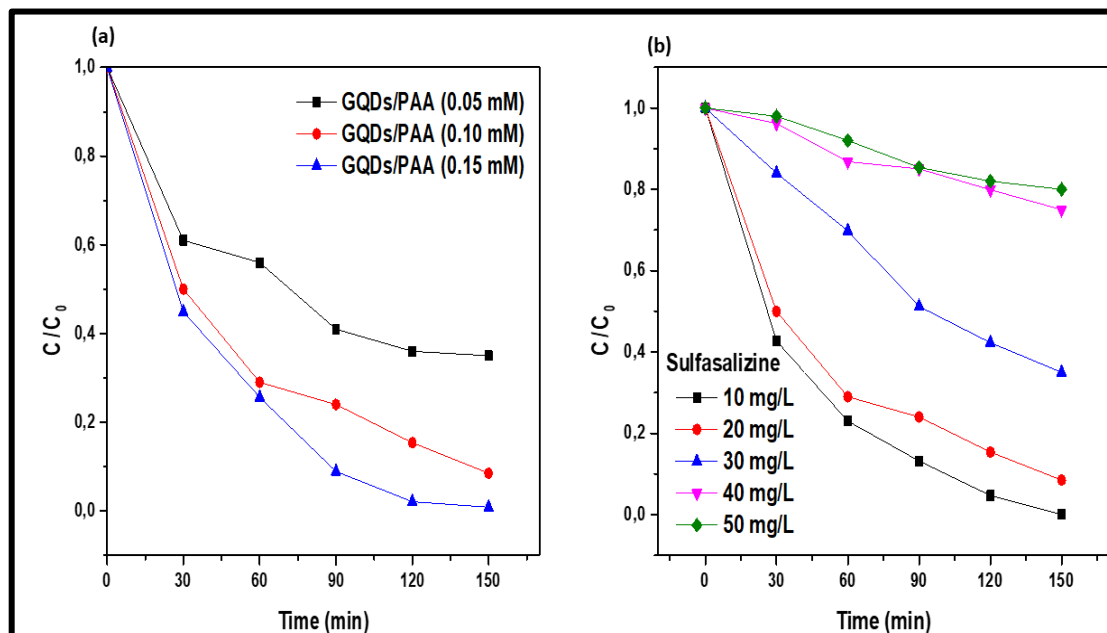 (a)
1,0
0,8
0,6
0,4
0,2
0,0
C / C0
0
30
60
90
120
150
Time (min)
GQDs/PAA (0.05 mM)
GQDs/PAA (0.10 mM)
GQDs/PAA (0.15 mM)
(b)
1,0
0,8
0,6
0,4
0,2
0,0
C / C0
0
30
60
90
120
150
Time (min)
Sulfasalizine
10 mg/L
20 mg/L
30 mg/L
40 mg/L
50 mg/L